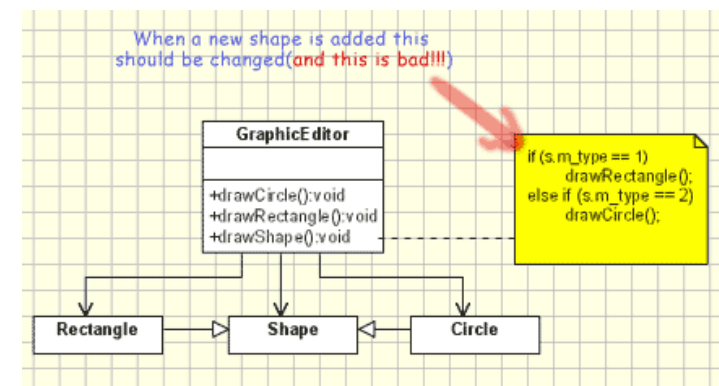 When a new shape is added this
should be changed(and this is bad!!!)
GraphicEditor
+drawCircle():void
+drawRectangle():void
+drawShape():void
if (s.m_type == 1)
drawRectangle();
else if (s.m_type == 2)
drawCircle();
Rectangle
Shape
Circle